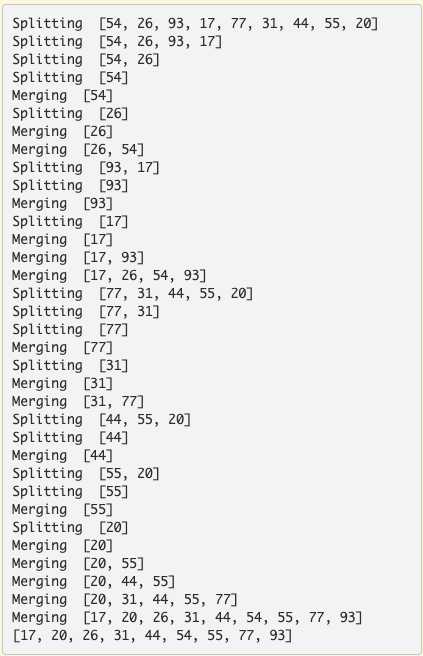 Splitting  [54, 26, 93, 17, 77, 31, 44, 55, 20]
Splitting  [54, 26, 93, 17]
Splitting  [54, 26]
Splitting  [54]
Merging  [54]
Splitting  [26]
Merging  [26]
Merging  [26, 54]
Splitting  [93, 17]
Splitting  [93]
Merging  [93]
Splitting  [17]
Merging  [17]
Merging  [17, 93]
Merging  [17, 26, 54, 93]
Splitting  [77, 31, 44, 55, 20]
Splitting  [77, 31]
Splitting  [77]
Merging  [77]
Splitting  [31]
Merging  [31]
Merging  [31, 77]
Splitting  [44, 55, 20]
Splitting  [44]
Merging  [44]
Splitting  [55, 20]
Splitting  [55]
Merging  [55]
Splitting  [20]
Merging  [20]
Merging  [20, 55]
Merging  [20, 44, 55]
Merging  [20, 31, 44, 55, 77]
Merging  [17, 20, 26, 31, 44, 54, 55, 77, 93]
[17, 20, 26, 31, 44, 54, 55, 77, 93]